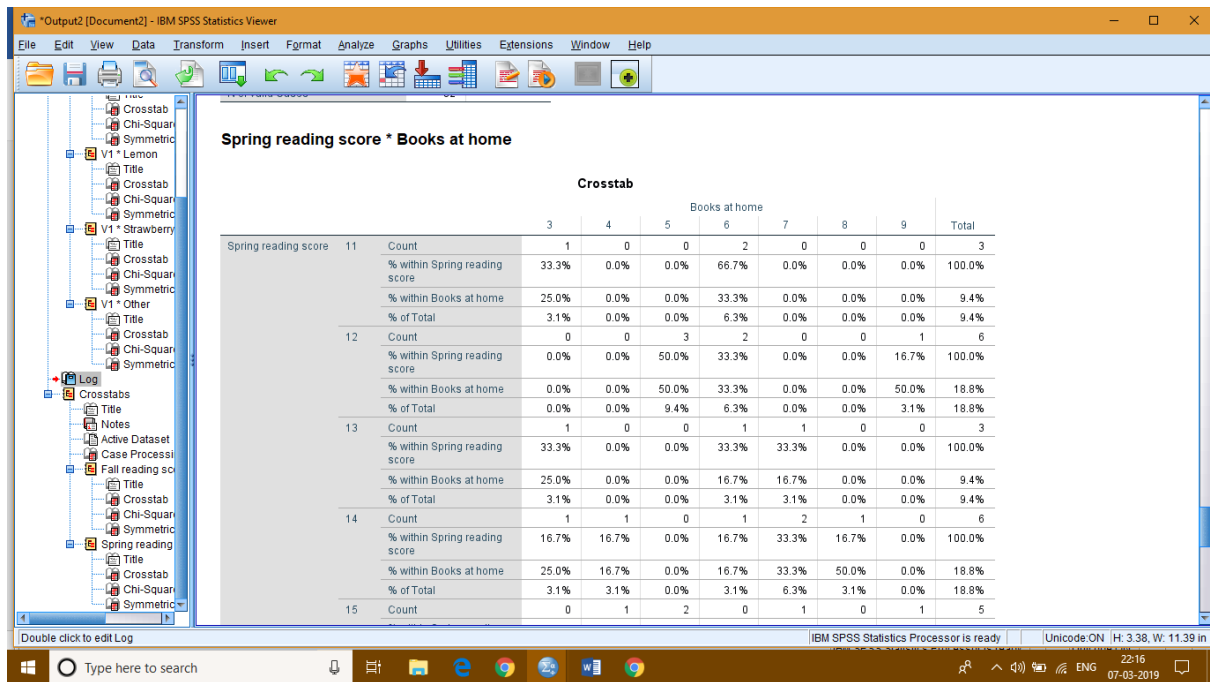 *Output2 [Document2] - IBM SPSS Statistics Viewer
File Edit View Data Transform Insert Format Analyze Graphs Utilities Extensions Window Help
Crosstab
Chi-Squar
Symmetric
V1 * Lemon
Title
Crosstab
Chi-Squar
Symmetric
V1 * Strawberry
Title
Crosstab
Chi-Squar
Symmetric
V1 * Other
Title
Crosstab
Chi-Squar
Symmetric
Log
Crosstabs
Title
Notes
Active Dataset
Case Processi
Fall reading sc
Title
Crosstab
Chi-Squar
Symmetric
Spring reading
Title
Crosstab
Chi-Squar
Symmetric
Spring reading score * Books at home
Crosstab
Books at home
3 4 5 6 7 8 9 Total
Spring reading score 11 Count 1 0 0 2 0 0 0 3
% within Spring reading score 33.3% 0.0% 0.0% 66.7% 0.0% 0.0% 0.0% 100.0%
% within Books at home 25.0% 0.0% 0.0% 33.3% 0.0% 0.0% 0.0% 9.4%
% of Total 3.1% 0.0% 0.0% 6.3% 0.0% 0.0% 0.0% 9.4%
12 Count 0 0 3 2 0 0 1 6
% within Spring reading score 0.0% 0.0% 50.0% 33.3% 0.0% 0.0% 16.7% 100.0%
% within Books at home 0.0% 0.0% 50.0% 33.3% 0.0% 0.0% 50.0% 18.8%
% of Total 0.0% 0.0% 9.4% 6.3% 0.0% 0.0% 3.1% 18.8%
13 Count 1 0 0 1 1 0 0 3
% within Spring reading score 33.3% 0.0% 0.0% 33.3% 33.3% 0.0% 0.0% 100.0%
% within Books at home 25.0% 0.0% 0.0% 16.7% 16.7% 0.0% 0.0% 9.4%
% of Total 3.1% 0.0% 0.0% 3.1% 3.1% 0.0% 0.0% 9.4%
14 Count 1 1 0 1 2 1 0 6
% within Spring reading score 16.7% 16.7% 0.0% 16.7% 33.3% 16.7% 0.0% 100.0%
% within Books at home 25.0% 16.7% 0.0% 16.7% 33.3% 50.0% 0.0% 18.8%
% of Total 3.1% 3.1% 0.0% 3.1% 6.3% 3.1% 0.0% 18.8%
15 Count 0 1 2 0 1 0 1 5
Double click to edit Log IBM SPSS Statistics Processor is ready Unicode:ON H: 3.38, W: 11.39 in
Type here to search ENG 22:16
07-03-2019